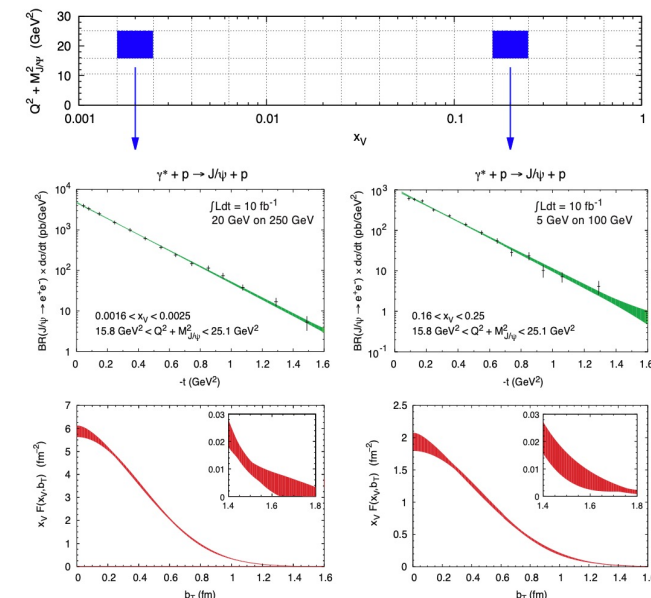 Q² + M²J/Ψ (GeV²)
30
20
10
0
0.001 0.01 0.1 1
xV
γ* + p → J/ψ + p
BR(J/ψ → e⁺e⁻) × dσ/dt (pb/GeV²)
10⁴
10³
10²
10
1
∫Ldt = 10 fb⁻¹
20 GeV on 250 GeV
0.0016 < xV < 0.0025
15.8 GeV² < Q² + M²J/ψ < 25.1 GeV²
0 0.2 0.4 0.6 0.8 1 1.2 1.4 1.6
-t (GeV²)
γ* + p → J/ψ + p
BR(J/ψ → e⁺e⁻) × dσ/dt (pb/GeV²)
10³
10²
10
1
10⁻¹
∫Ldt = 10 fb⁻¹
5 GeV on 100 GeV
0.16 < xV < 0.25
15.8 GeV² < Q² + M²J/ψ < 25.1 GeV²
0 0.2 0.4 0.6 0.8 1 1.2 1.4 1.6
-t (GeV²)
xV F(xV,bT) (fm⁻²)
7
6
5
4
3
2
1
0
0.03
0.02
0.01
0
1.4 1.6 1.8
0 0.2 0.4 0.6 0.8 1 1.2 1.4 1.6
bT (fm)
xV F(xV,bT) (fm⁻²)
2.5
2
1.5
1
0.5
0
0.03
0.02
0.01
0
1.4 1.6 1.8
0 0.2 0.4 0.6 0.8 1 1.2 1.4 1.6
bT (fm)